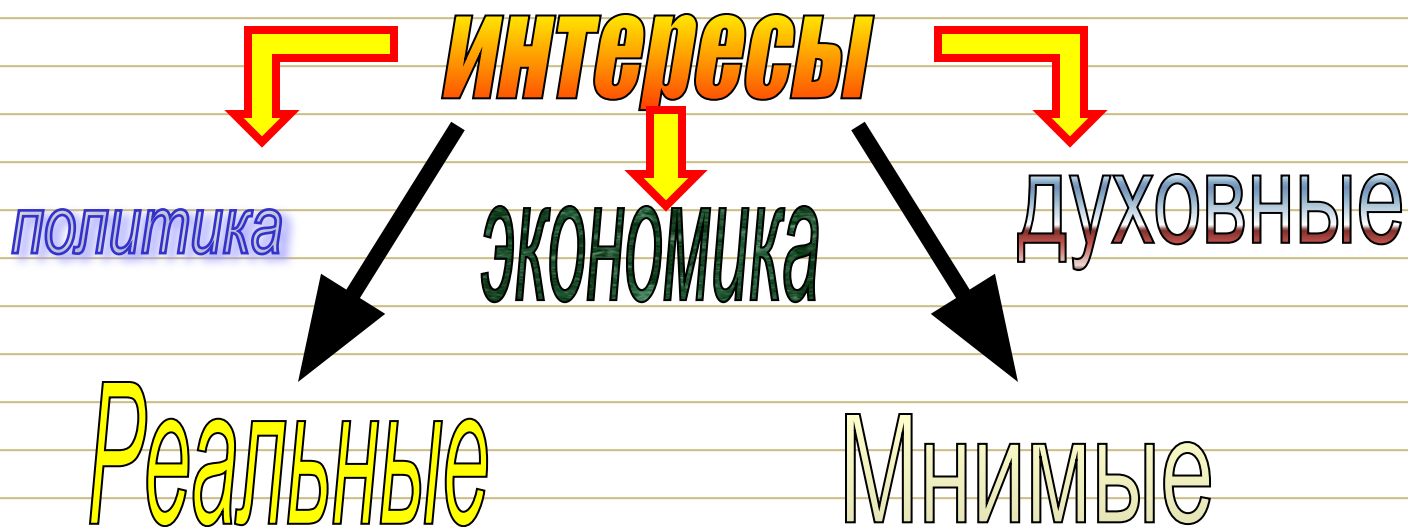 интересы
политика
экономика
духовные
Реальные
Мнимые